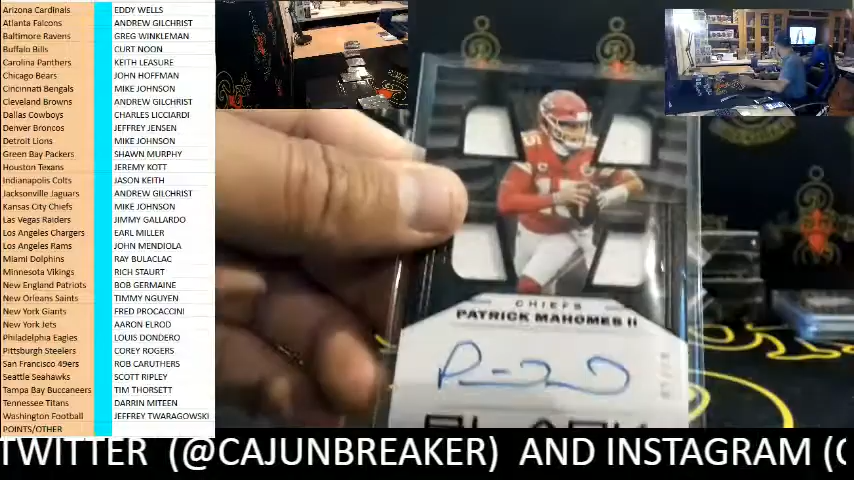 Arizona Cardinals EDDY WELLS
Atlanta Falcons ANDREW GILCHRIST
Baltimore Ravens GREG WINKLEMAN
Buffalo Bills CURT NOON
Carolina Panthers KEITH LEASURE
Chicago Bears JOHN HOFFMAN
Cincinnati Bengals MIKE JOHNSON
Cleveland Browns ANDREW GILCHRIST
Dallas Cowboys CHARLES LICCIARDI
Denver Broncos JEFFREY JENSEN
Detroit Lions MIKE JOHNSON
Green Bay Packers SHAWN MURPHY
Houston Texans JEREMY KOTT
Indianapolis Colts JASON KEITH
Jacksonville Jaguars ANDREW GILCHRIST
Kansas City Chiefs MIKE JOHNSON
Las Vegas Raiders JIMMY GALLARDO
Los Angeles Chargers EARL MILLER
Los Angeles Rams JOHN MENDIOLA
Miami Dolphins RAY BULACLAC
Minnesota Vikings RICH STAURT
New England Patriots BOB GERMAINE
New Orleans Saints TIMMY NGUYEN
New York Giants FRED PROCACCINI
New York Jets AARON ELROD
Philadelphia Eagles LOUIS DONDERO
Pittsburgh Steelers COREY ROGERS
San Francisco 49ers ROB CARUTHERS
Seattle Seahawks SCOTT RIPLEY
Tampa Bay Buccaneers TIM THORSETT
Tennessee Titans DARRIN MITEEN
Washington Football JEFFREY TWARAGOWSKI
POINTS/OTHER
CHIEFS
PATRICK MAHOMES II
TWITTER (@CAJUNBREAKER) AND INSTAGRAM (